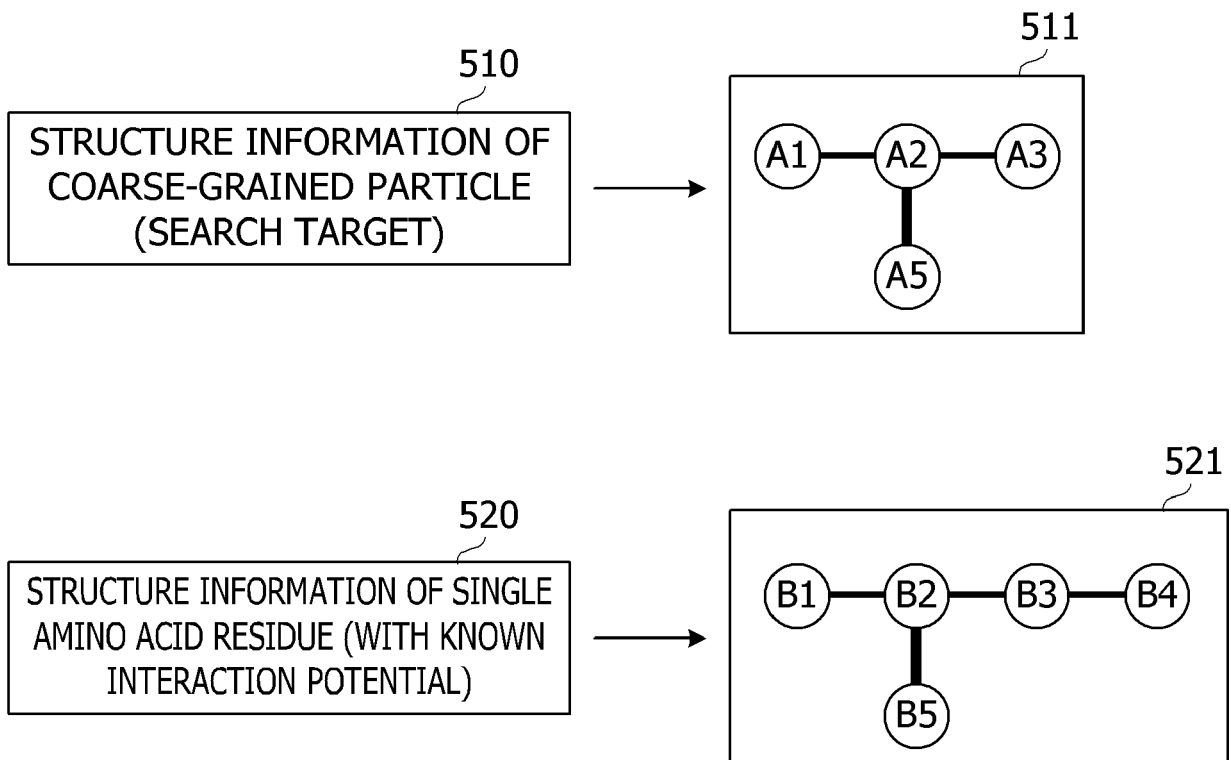 510
STRUCTURE INFORMATION OF
COARSE-GRAINED PARTICLE
(SEARCH TARGET)
511
A1 A2 A3
A5
520
STRUCTURE INFORMATION OF SINGLE
AMINO ACID RESIDUE (WITH KNOWN
INTERACTION POTENTIAL)
521
B1 B2 B3 B4
B5